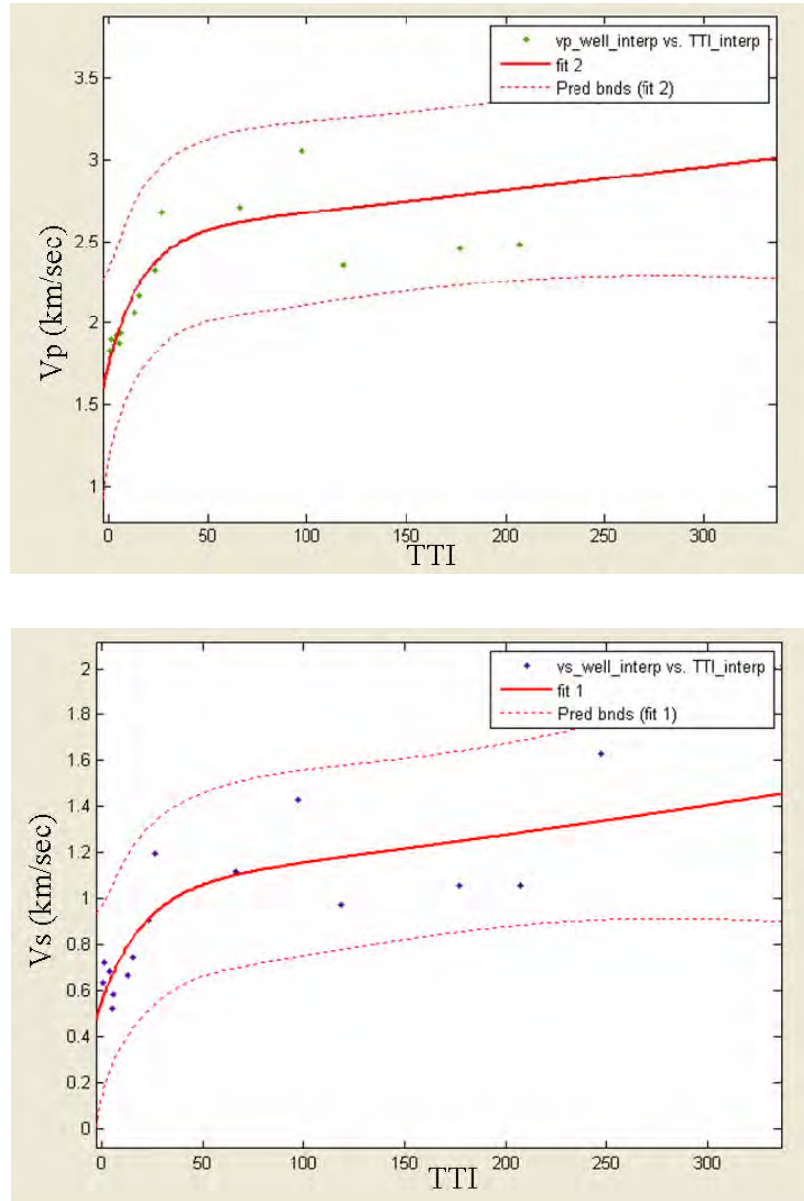 vp_well_interp vs. TTI_interp
fit 2
Pred bnds (fit 2)
3.5
3
2.5
2
1.5
1
Vp (km/sec)
0 50 100 150 200 250 300
TTI
vs_well_interp vs. TTI_interp
fit 1
Pred bnds (fit 1)
2
1.8
1.6
1.4
1.2
1
0.8
0.6
0.4
0.2
0
Vs (km/sec)
0 50 100 150 200 250 300
TTI